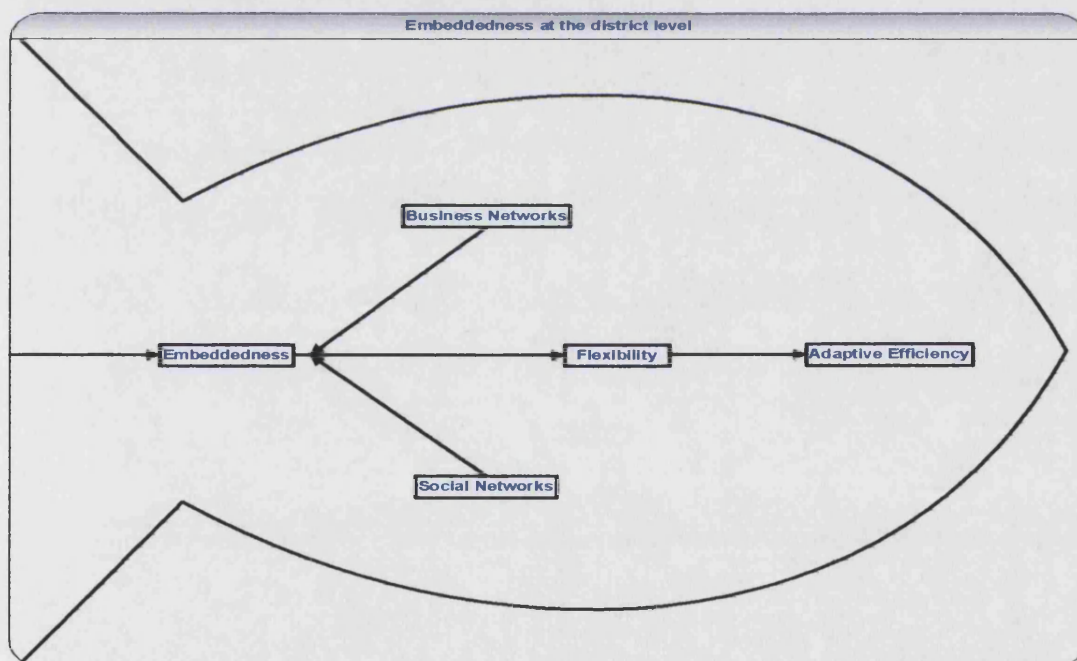 Embeddedness at the district level
Business Networks
Embeddedness
Flexibility
Adaptive Efficiency
Social Networks